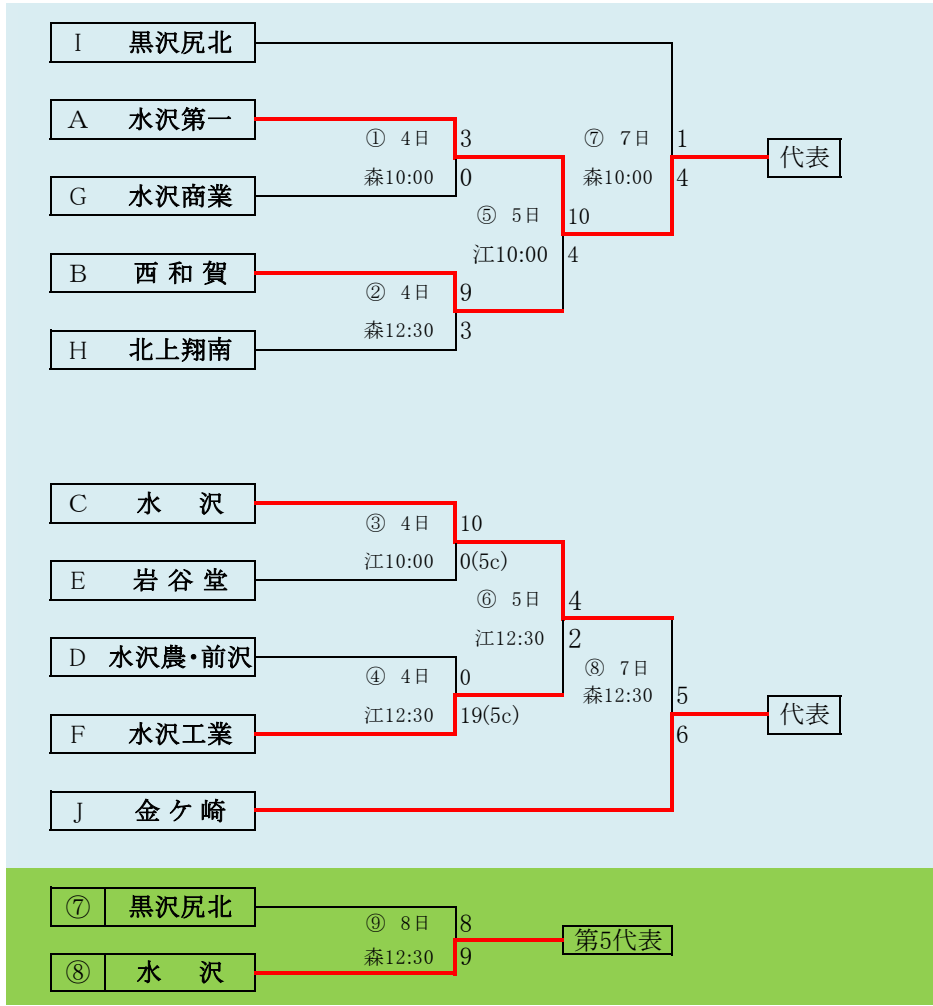 I 黒沢尻北
A 水沢第一
① 4日 3
⑦ 7日 1
代表
森10:00 0
森10:00 4
G 水沢商業
⑤ 5日 10
江10:00 4
B 西和賀
② 4日 9
森12:30 3
H 北上翔南
C 水 沢
③ 4日 10
江10:00 0(5c)
E 岩谷堂
⑥ 5日 4
江12:30 2
D 水沢農・前沢
④ 4日 0
⑧ 7日
森12:30 5
代表
江12:30 19(5c)
6
F 水沢工業
J 金ケ崎
⑦ 黒沢尻北
⑨ 8日 8
第5代表
森12:30 9
⑧ 水 沢